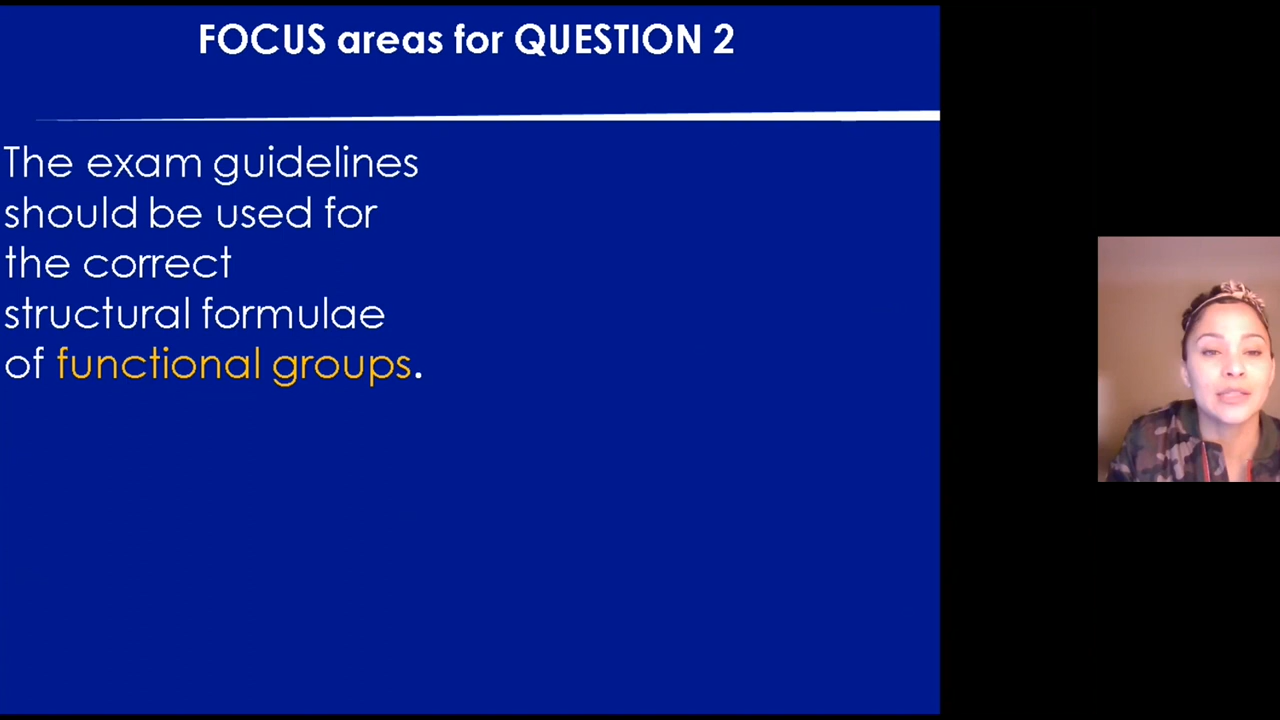 FOCUS areas for QUESTION 2
The exam guidelines
should be used for
the correct
structural formulae
of functional groups.